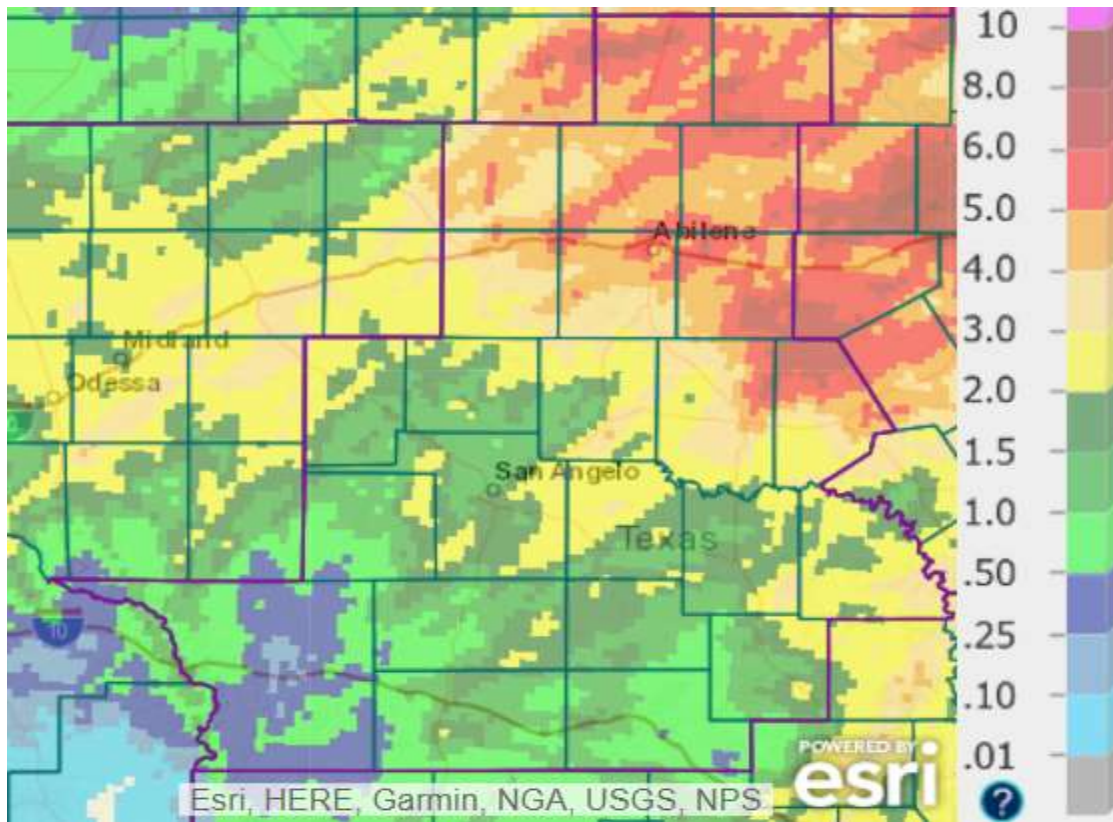 10
8.0
6.0
5.0
4.0
3.0
2.0
1.5
1.0
.50
.25
.10
.01
Abilene
Midland
Odessa
San Angelo
Texas
10
POWERED BY
esri
Esri, HERE, Garmin, NGA, USGS, NPS
?